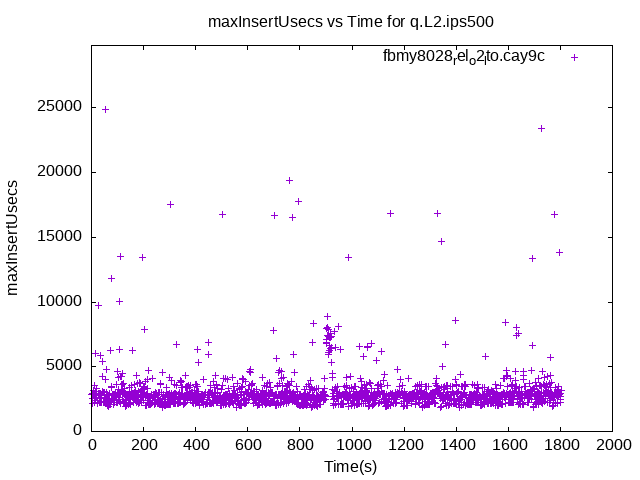 maxInsertUsecs vs Time for q.L2.ips500
fbmy8028relo2lto.cay9c
maxInsertUsecs
25000
20000
15000
10000
5000
0
0 200 400 600 800 1000 1200 1400 1600 1800 2000
Time(s)